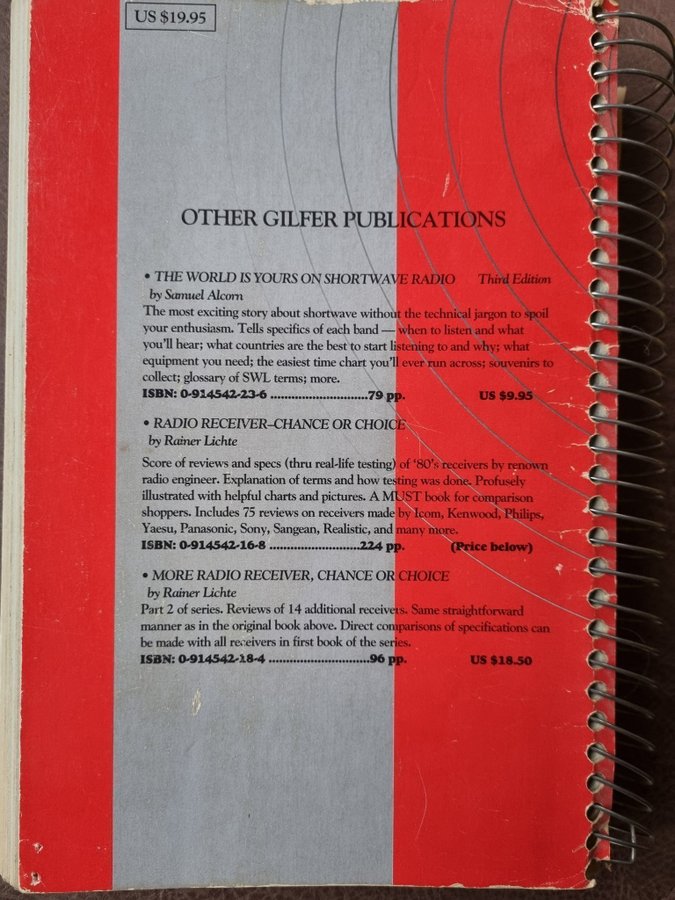 US $19.95
OTHER GILFER PUBLICATIONS
• THE WORLD IS YOURS ON SHORTWAVE RADIO Third Edition
by Samuel Alcorn
The most exciting story about shortwave without the technical jargon to spoil
your enthusiasm. Tells specifics of each band — when to listen and what
you'll hear; what countries are the best to start listening to and why; what
equipment you need; the easiest time chart you'll ever run across; souvenirs to
collect; glossary of SWL terms; more.
ISBN: 0-914542-23-6 .............................79 pp. US $9.95
• RADIO RECEIVER–CHANCE OR CHOICE
by Rainer Lichte
Score of reviews and specs (thru real-life testing) of '80's receivers by renown
radio engineer. Explanation of terms and how testing was done. Profusely
illustrated with helpful charts and pictures. A MUST book for comparison
shoppers. Includes 75 reviews on receivers made by Icom, Kenwood, Philips,
Yaesu, Panasonic, Sony, Sangean, Realistic, and many more.
ISBN: 0-914542-16-8 ...........................224 pp. (Price below)
• MORE RADIO RECEIVER, CHANCE OR CHOICE
by Rainer Lichte
Part 2 of series. Reviews of 14 additional receivers. Same straightforward
manner as in the original book above. Direct comparisons of specifications can
be made with all receivers in first book of the series.
ISBN: 0-914542-18-4 ..............................96 pp. US $18.50